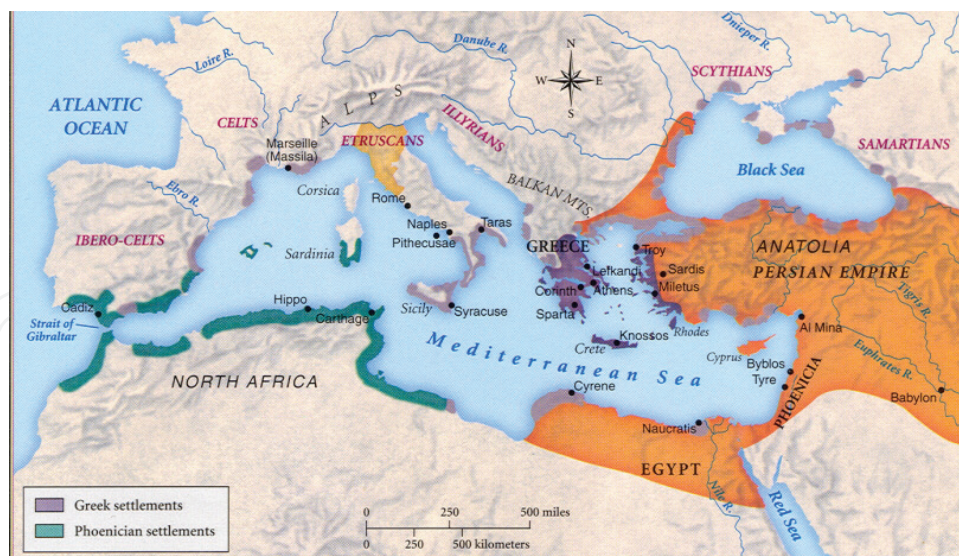 Dnieper R.
Loire R.
Danube R.
N
W E
S
SCYTHIANS
ATLANTIC
OCEAN
ALPS
CELTS
ETRUSCANS
ILLYRIANS
SAMARTIANS
Marseille
(Massila)
Black Sea
Ebro R.
Corsica
BALKAN MTS.
Rome
Naples
Taras
Pithecusae
IBERO-CELTS
GREECE
Troy
ANATOLIA
Sardinia
Lefkandi
Sardis
PERSIAN EMPIRE
Corinth
Athens
Miletus
Tigris R.
Cadiz
Hippo
Carthage
Sicily
Syracuse
Sparta
Strait of
Gibraltar
Knossos
Rhodes
Al Mina
Crete
Cyprus
Mediterranean Sea
Byblos
Euphrates R.
Tyre
PHOENICIA
NORTH AFRICA
Cyrene
Babylon
Naucratis
EGYPT
Nile R.
Red Sea
Greek settlements
Phoenician settlements
0 250 500 miles
0 250 500 kilometers